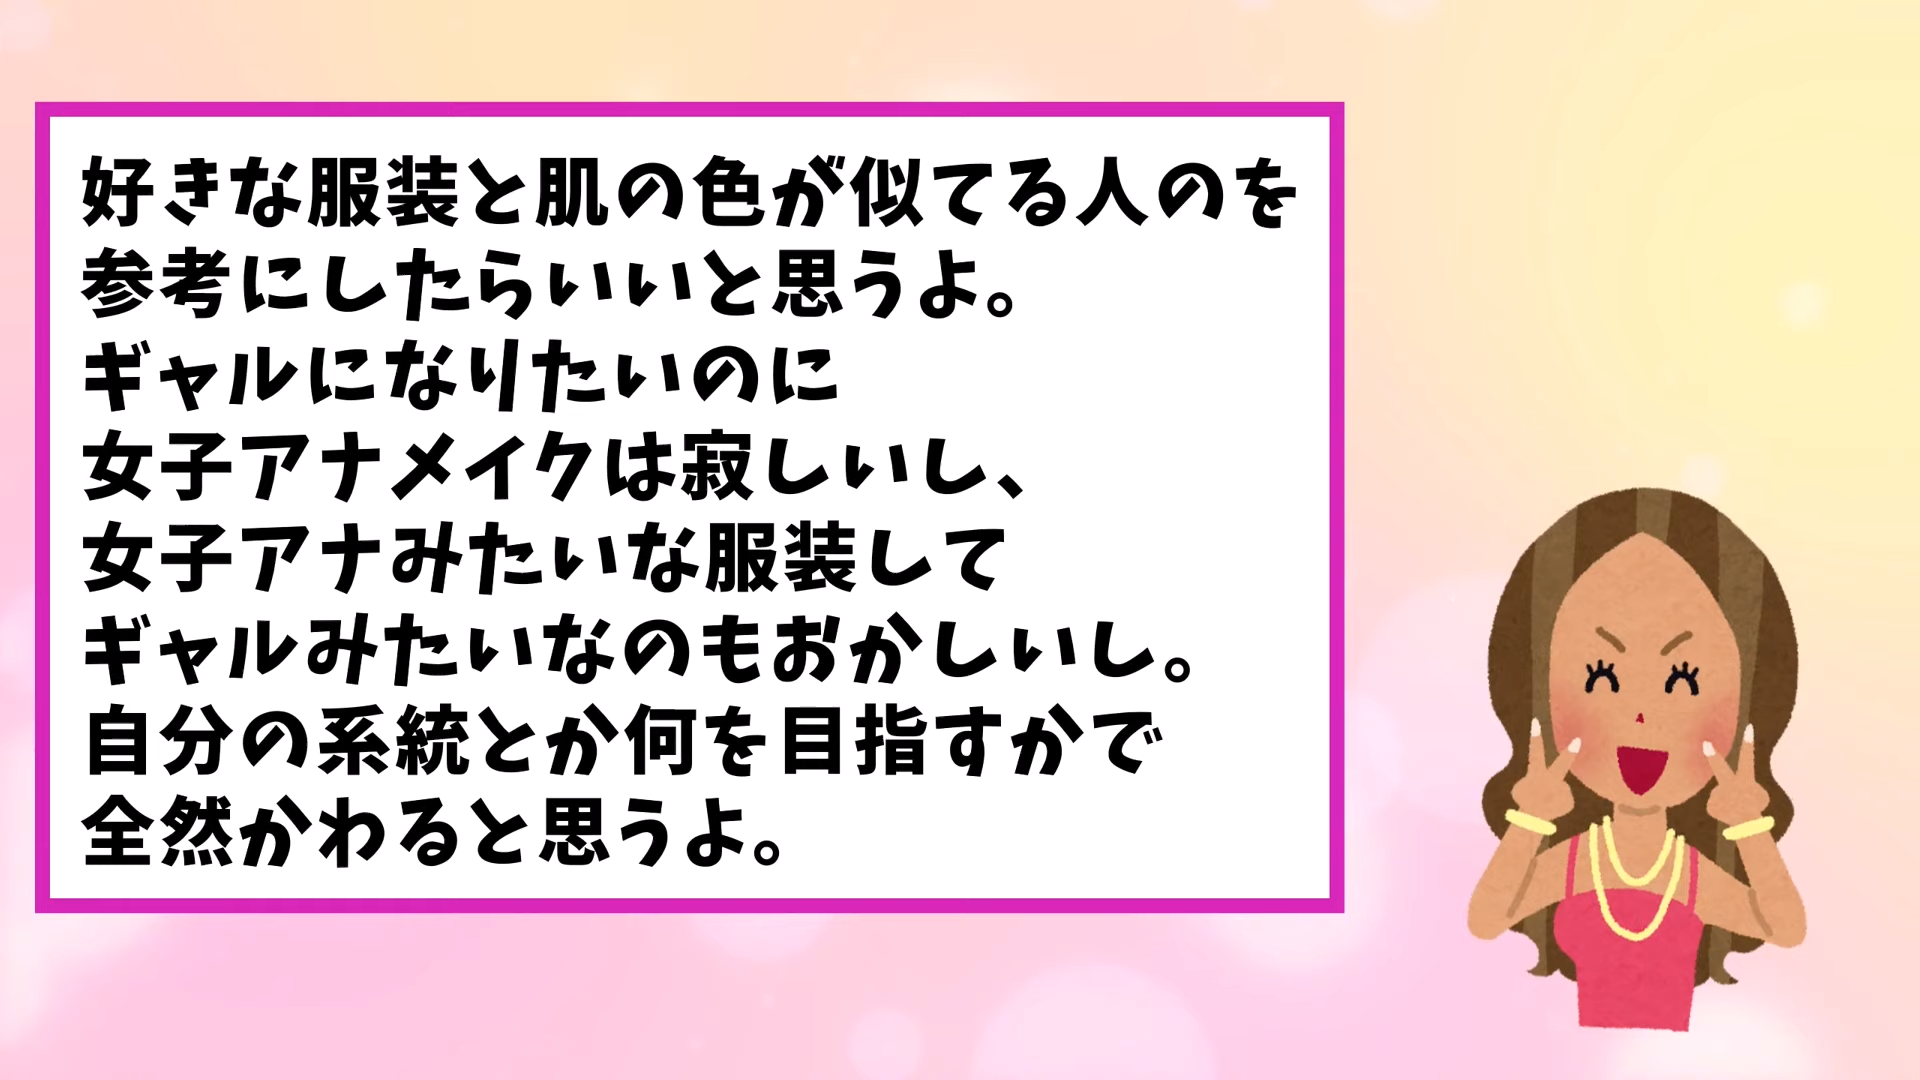 好きな服装と肌の色が似てる人のを
参考にしたらいいと思うよ。
ギャルになりたいのに
女子アナメイクは寂しいし、
女子アナみたいな服装して
ギャルみたいなのもおかしいし。
自分の系統とか何を目指すかで
全然かわると思うよ。